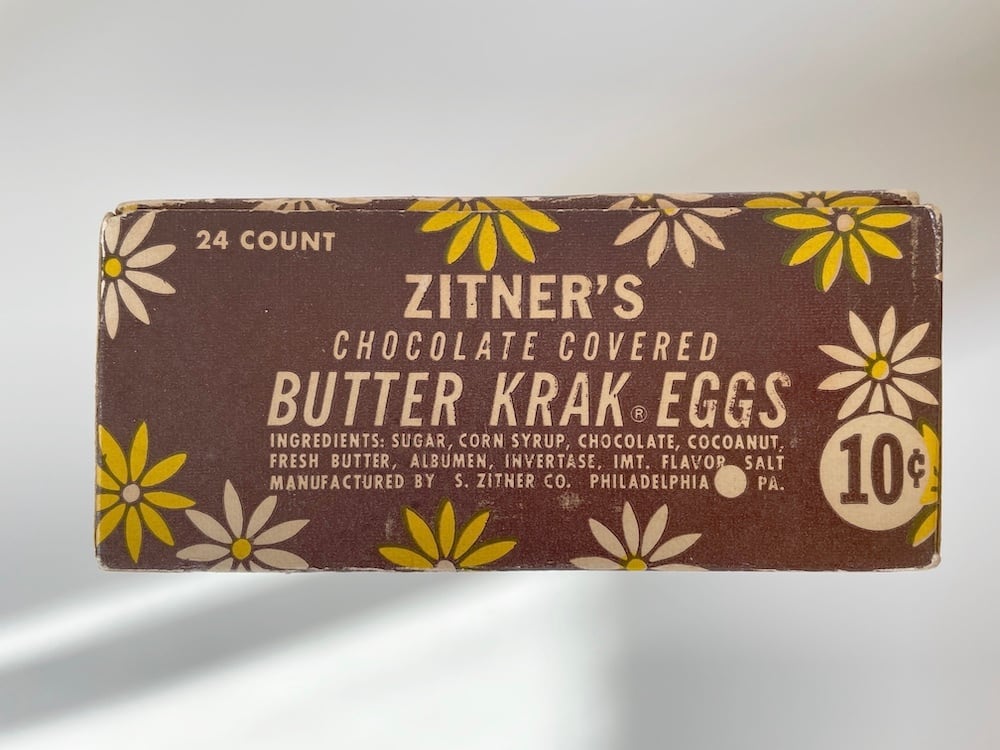 24 COUNT
ZITNER'S
CHOCOLATE COVERED
BUTTER KRAK® EGGS
INGREDIENTS: SUGAR, CORN SYRUP, CHOCOLATE, COCOANUT,
FRESH BUTTER, ALBUMEN, INVERTASE, IMT. FLAVOR, SALT
MANUFACTURED BY S. ZITNER CO. PHILADELPHIA PA.
10¢